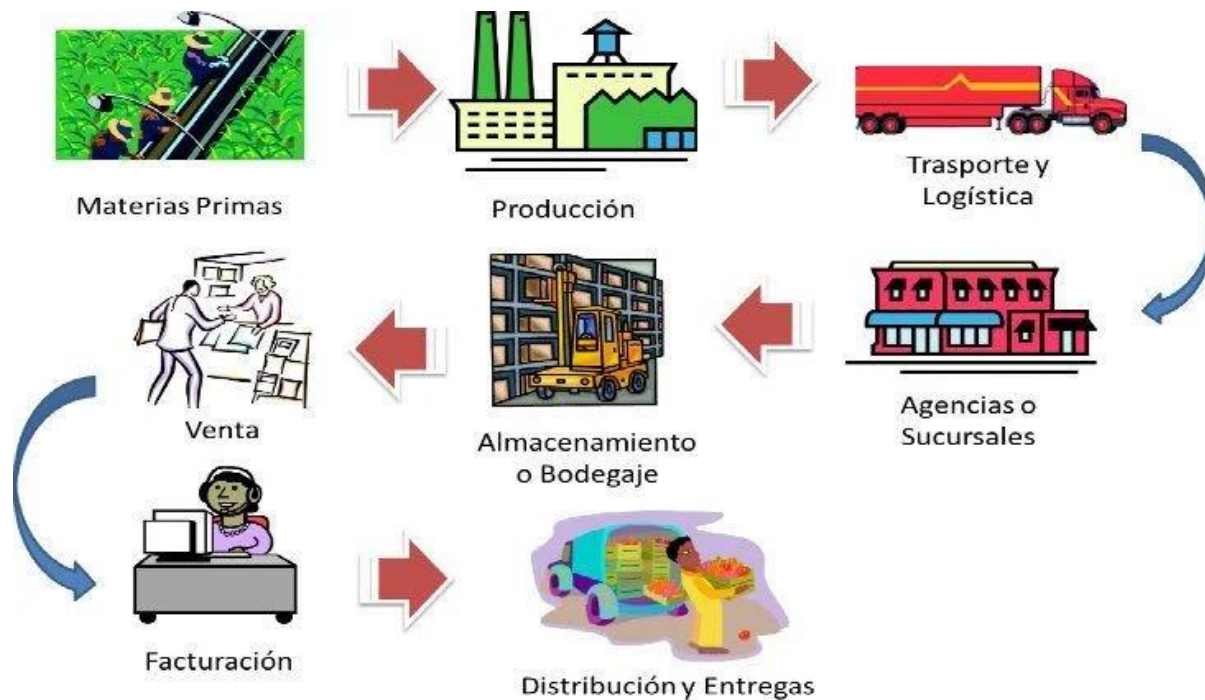 Materias Primas
Producción
Trasporte y
Logística
Agencias o
Sucursales
Almacenamiento
o Bodegaje
Venta
Facturación
Distribución y Entregas